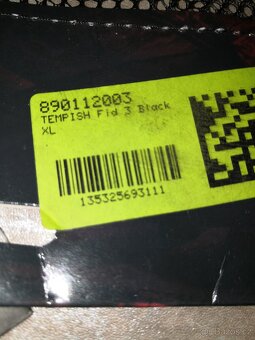 890112003
TEMPISH Fid 3 Black
XL
135325693111